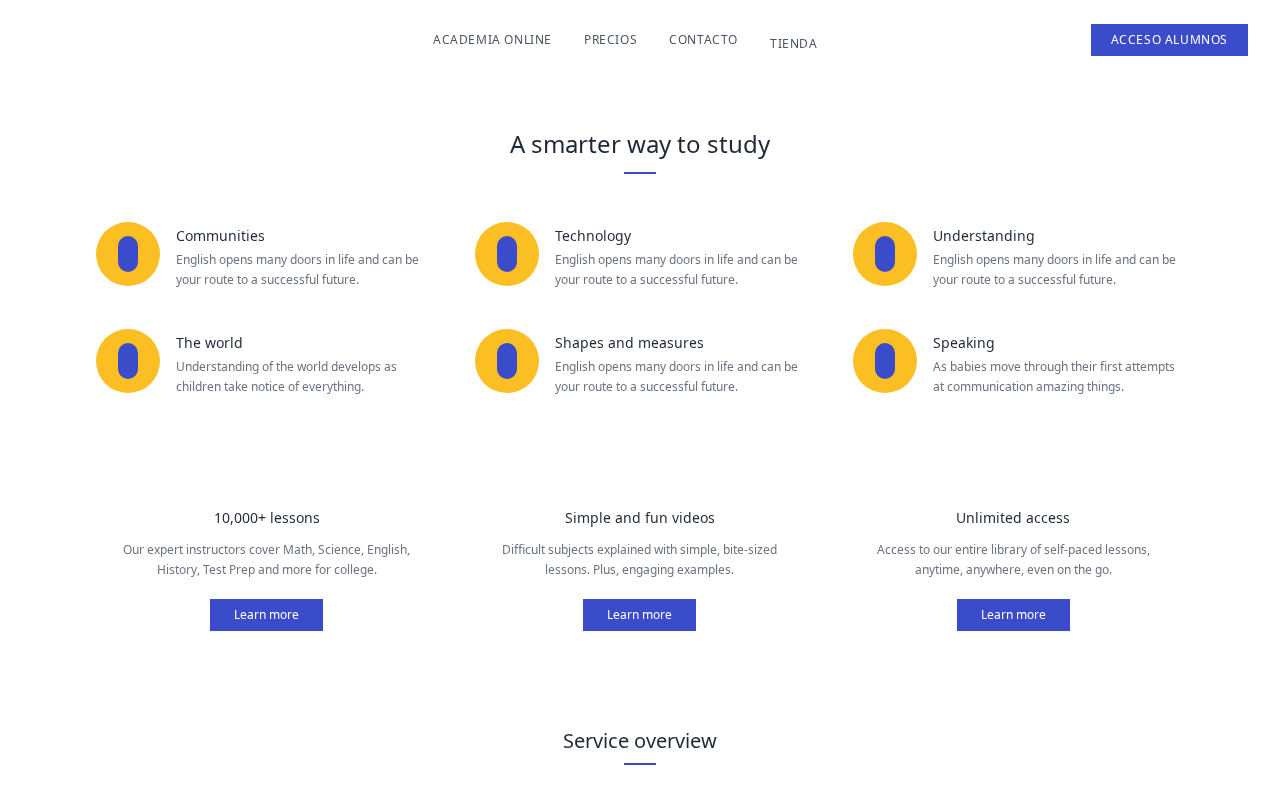 ACADEMIA ONLINE PRECIOS CONTACTO TIENDA ACCESO ALUMNOS
A smarter way to study
Communities
English opens many doors in life and can be
your route to a successful future.
Technology
English opens many doors in life and can be
your route to a successful future.
Understanding
English opens many doors in life and can be
your route to a successful future.
The world
Understanding of the world develops as
children take notice of everything.
Shapes and measures
English opens many doors in life and can be
your route to a successful future.
Speaking
As babies move through their first attempts
at communication amazing things.
10,000+ lessons
Our expert instructors cover Math, Science, English,
History, Test Prep and more for college.
Learn more
Simple and fun videos
Difficult subjects explained with simple, bite-sized
lessons. Plus, engaging examples.
Learn more
Unlimited access
Access to our entire library of self-paced lessons,
anytime, anywhere, even on the go.
Learn more
Service overview